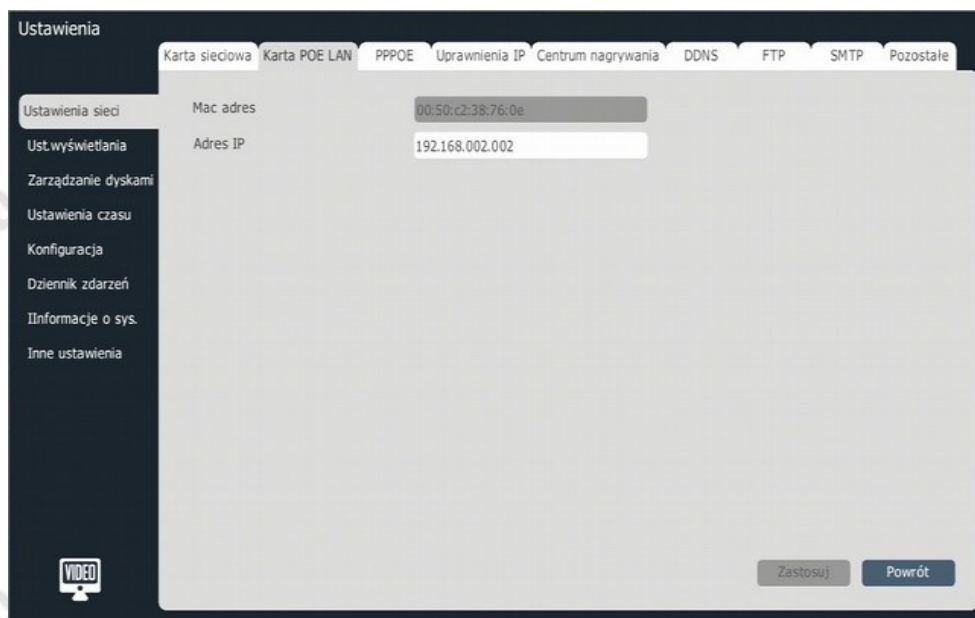 Ustawienia
Karta sieciowa Karta POE LAN PPPOE Uprawnienia IP Centrum nagrywania DDNS FTP SMTP Pozostałe
Ustawienia sieci
Ust.wyświetlania
Zarządzanie dyskami
Ustawienia czasu
Konfiguracja
Dziennik zdarzeń
IInformacje o sys.
Inne ustawienia
Mac adres 00:50:c2:38:76:0e
Adres IP 192.168.002.002
VIDEO
Zastosuj Powrót